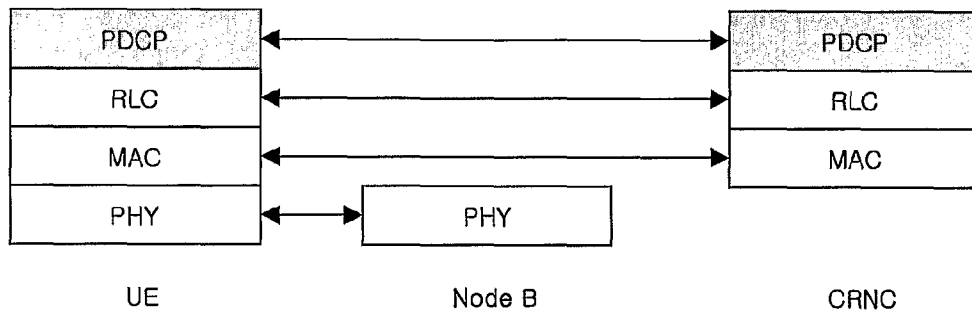 PDCP PDCP
RLC RLC
MAC MAC
PHY PHY
UE Node B CRNC